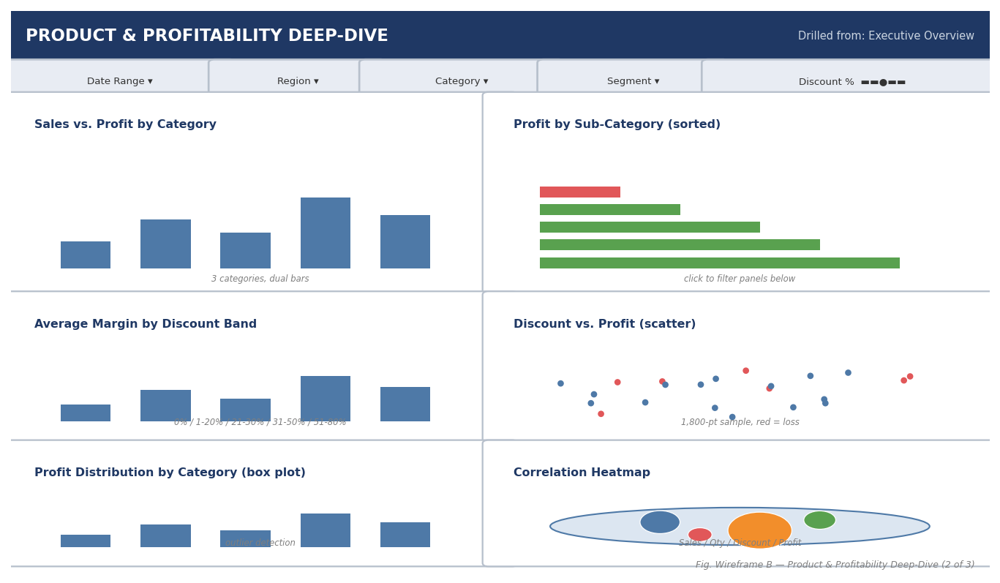 PRODUCT & PROFITABILITY DEEP-DIVE
Drilled from: Executive Overview
Date Range ▾
Region ▾
Category ▾
Segment ▾
Discount % ▬▬●▬▬
Sales vs. Profit by Category
3 categories, dual bars
Profit by Sub-Category (sorted)
click to filter panels below
Average Margin by Discount Band
0% / 1-20% / 21-30% / 31-50% / 51-80%
Discount vs. Profit (scatter)
1,800-pt sample, red = loss
Profit Distribution by Category (box plot)
outlier detection
Correlation Heatmap
Sales / Qty / Discount / Profit
Fig. Wireframe B — Product & Profitability Deep-Dive (2 of 3)